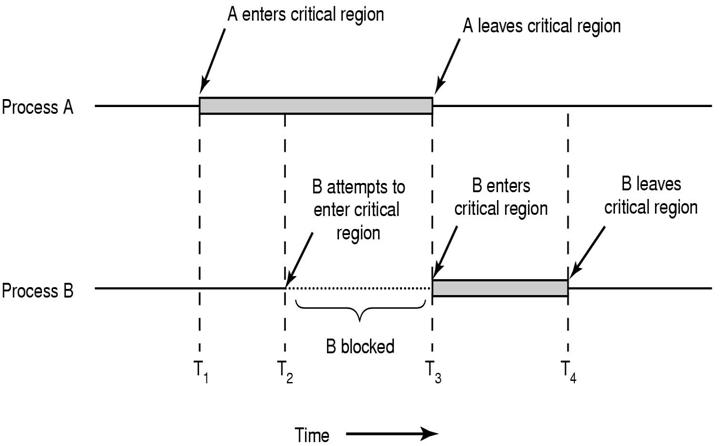 A enters critical region
A leaves critical region
Process A
B attempts to
enter critical
region
B enters
critical region
B leaves
critical region
Process B
B blocked
T1
T2
T3
T4
Time